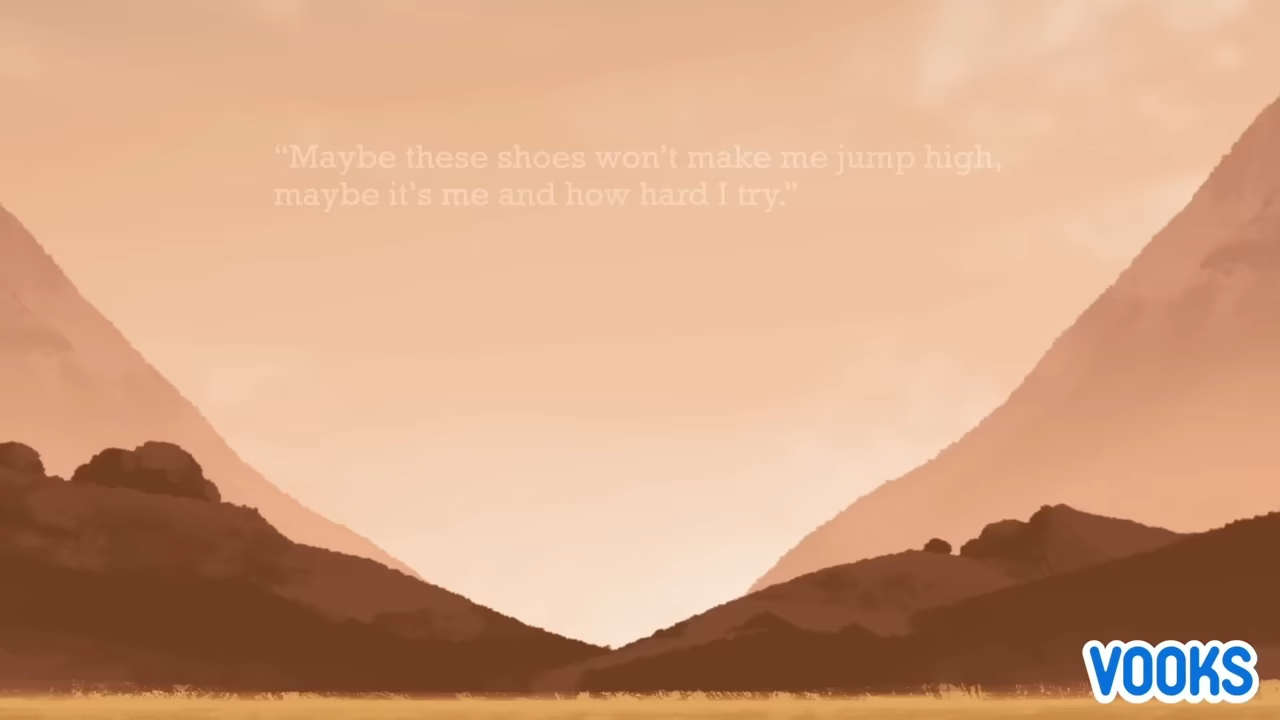 “Maybe these shoes won’t make me jump high,
maybe it’s me and how hard I try.”
VOOKS